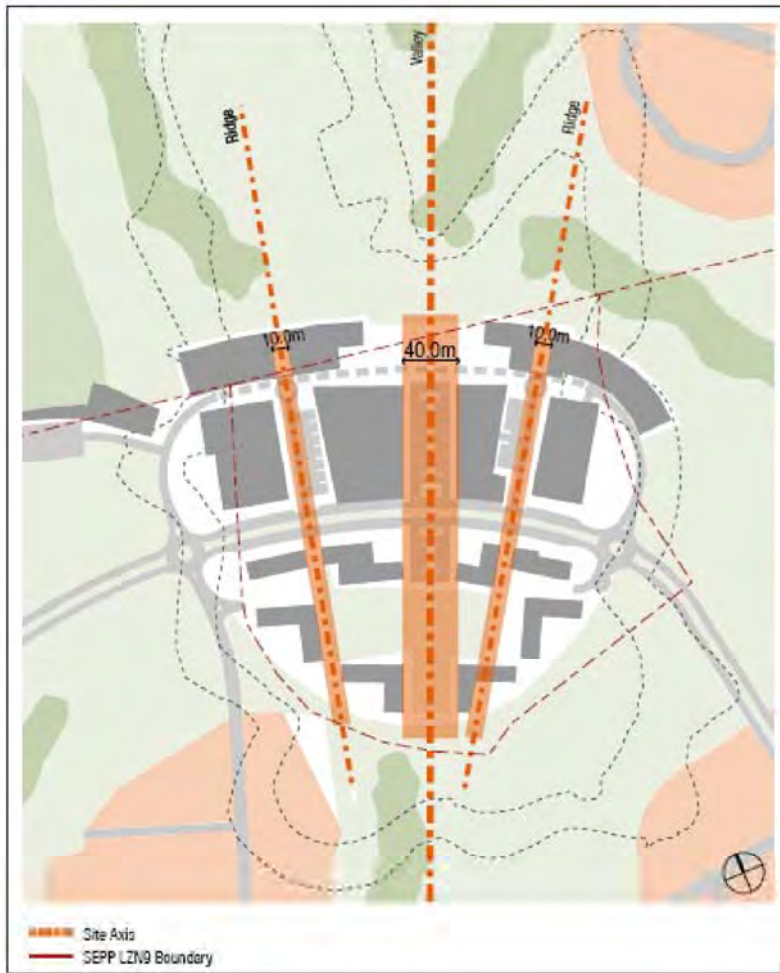 Valley
Ridge
Ridge
10.0m
40.0m
10.0m
Site Axis
SEPP LZN9 Boundary